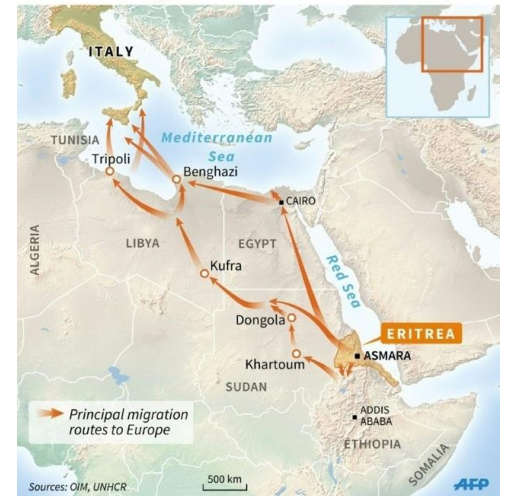 ITALY
TUNISIA
Mediterranean
Sea
Tripoli
Benghazi
CAIRO
ALGERIA
LIBYA
EGYPT
Red Sea
Kufra
Dongola
ERITREA
ASMARA
Khartoum
SUDAN
ADDIS
ABABA
ETHIOPIA
SOMALIA
Principal migration
routes to Europe
500 km
Sources: OIM, UNHCR
AFP